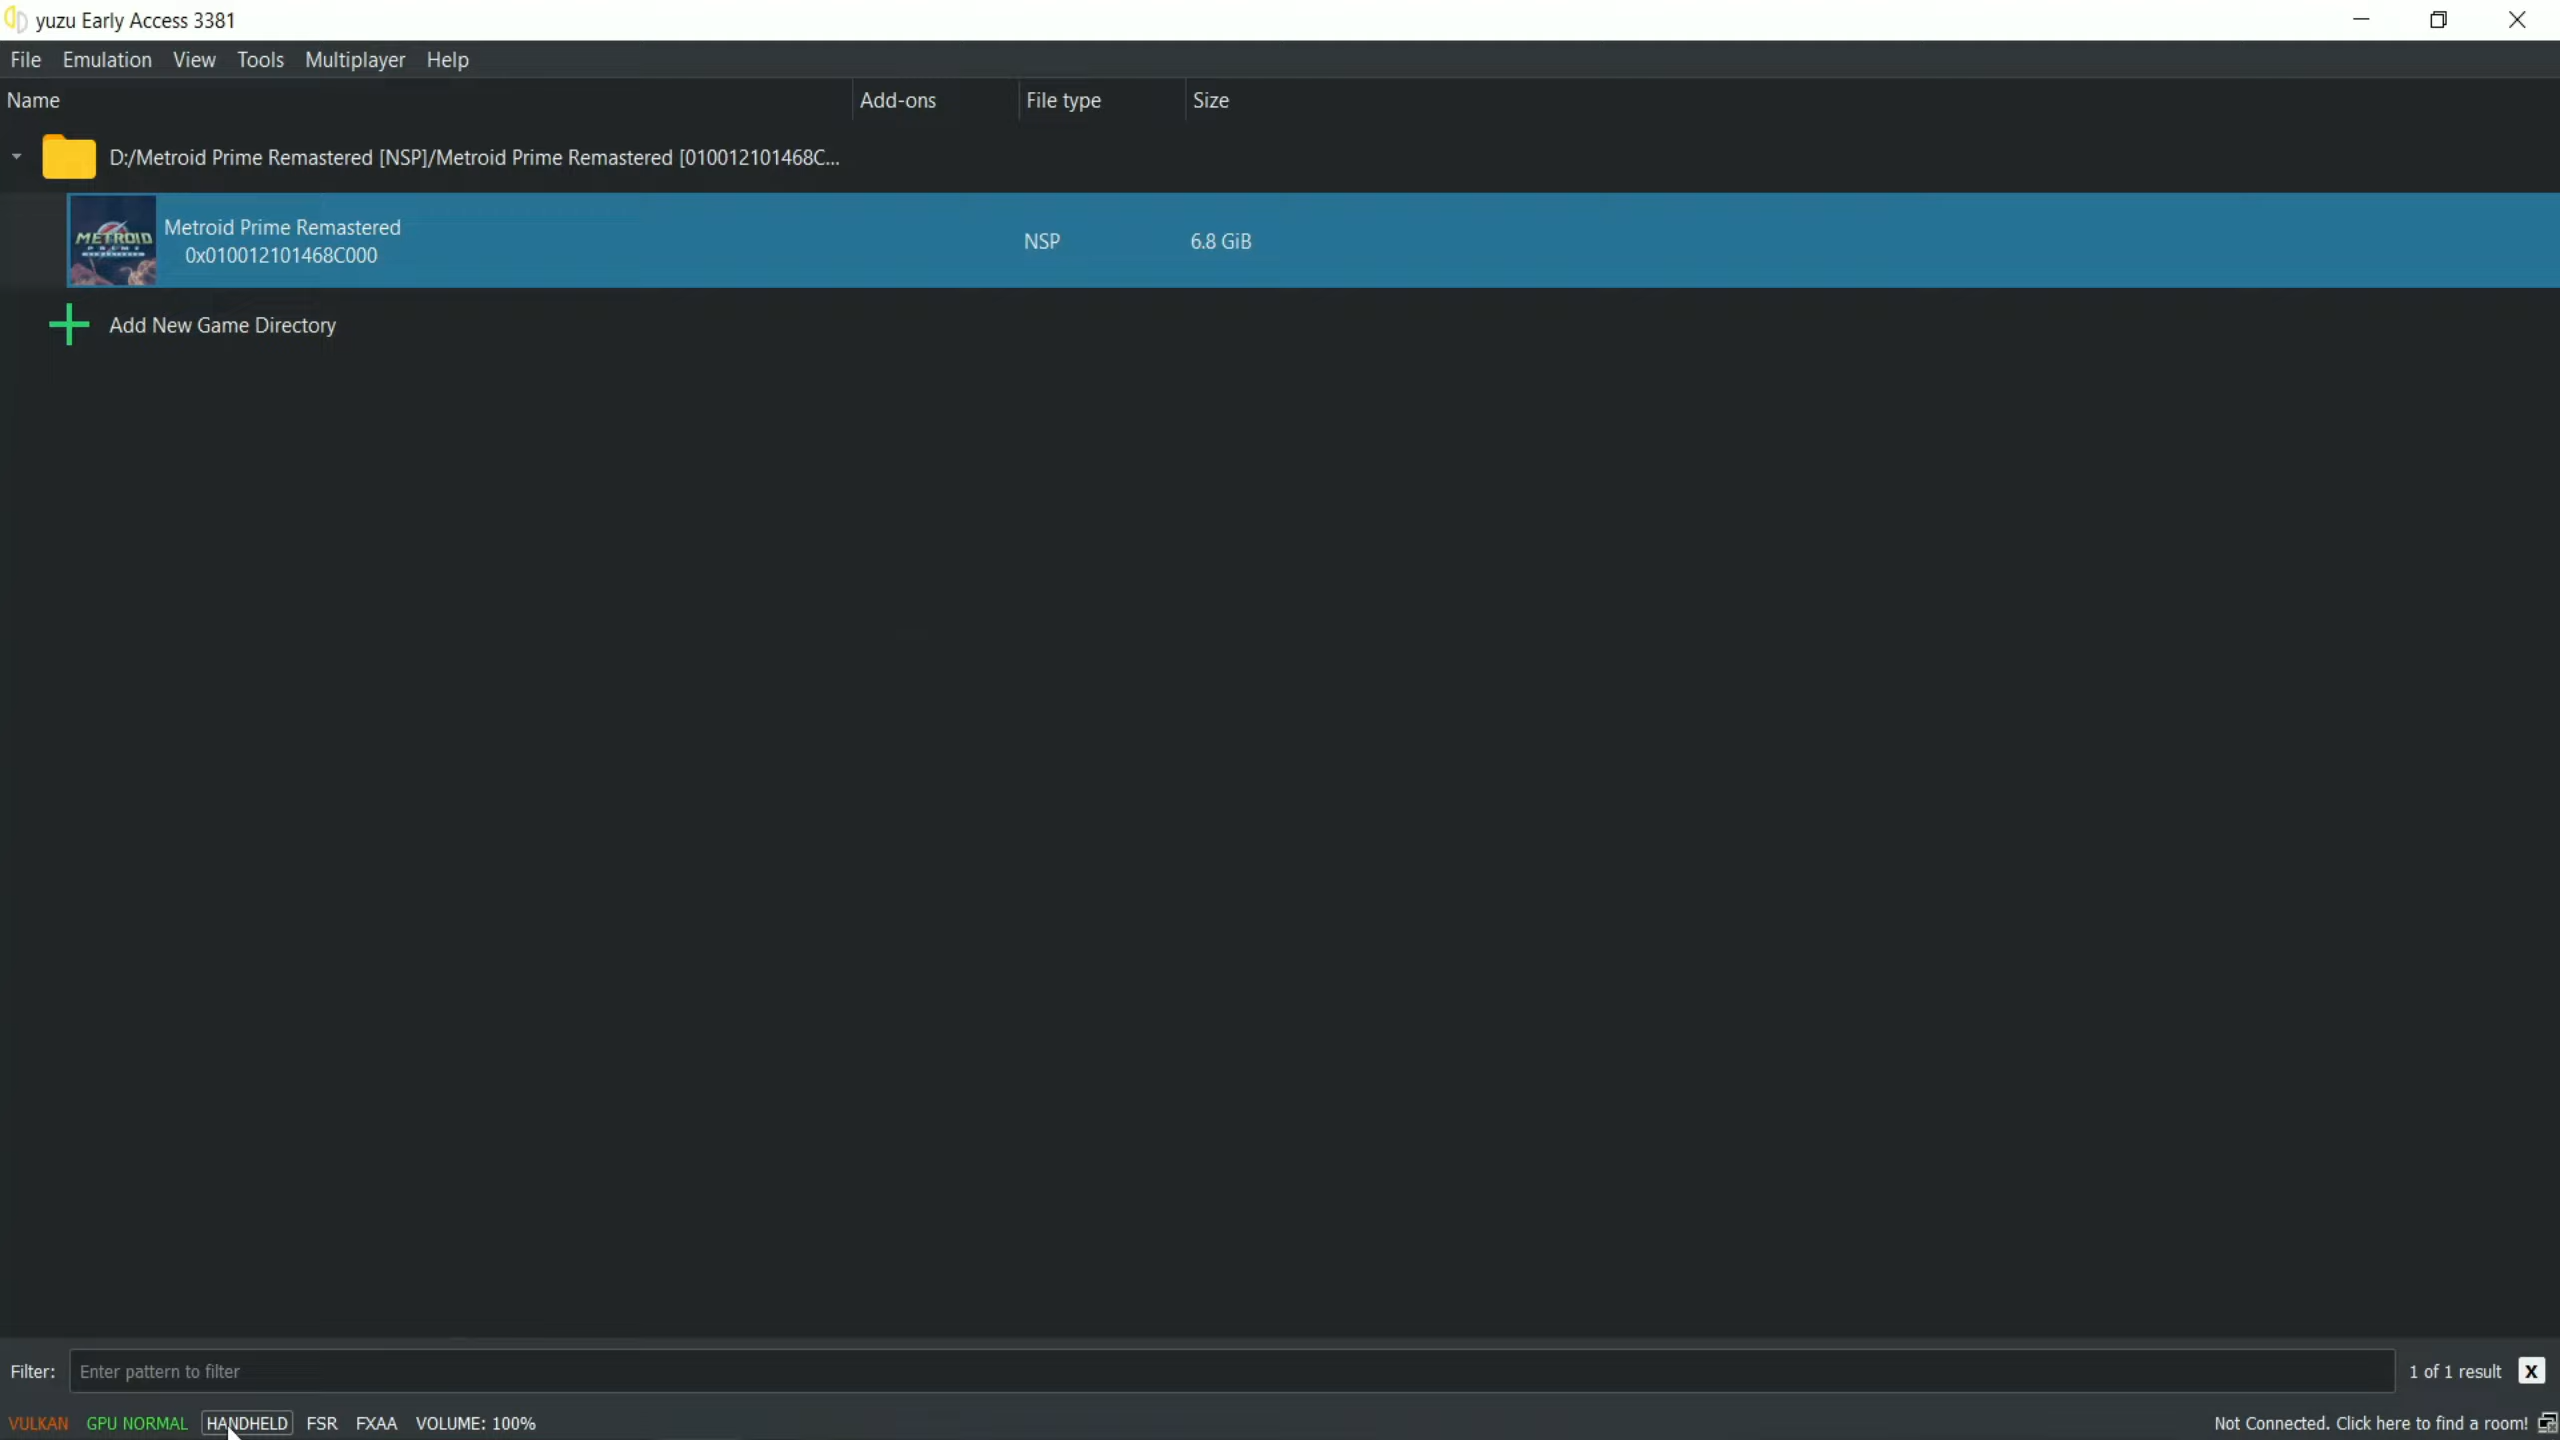 yuzu Early Access 3381
File Emulation View Tools Multiplayer Help
Name Add-ons File type Size
D:/Metroid Prime Remastered [NSP]/Metroid Prime Remastered [010012101468C...
METROID
PRIME
Metroid Prime Remastered
0x010012101468C000
NSP 6.8 GiB
Add New Game Directory
Filter: Enter pattern to filter 1 of 1 result X
VULKAN GPU NORMAL HANDHELD FSR FXAA VOLUME: 100% Not Connected. Click here to find a room!